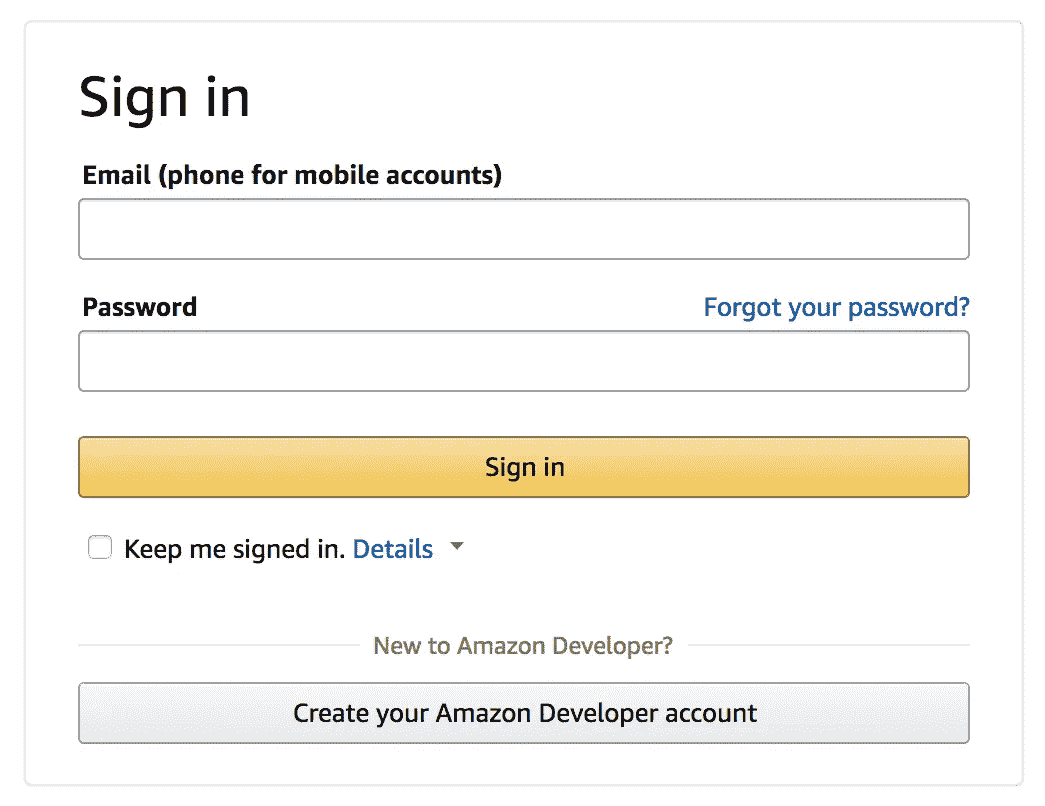 Sign in
Email (phone for mobile accounts)
Password Forgot your password?
Sign in
Keep me signed in. Details
New to Amazon Developer?
Create your Amazon Developer account